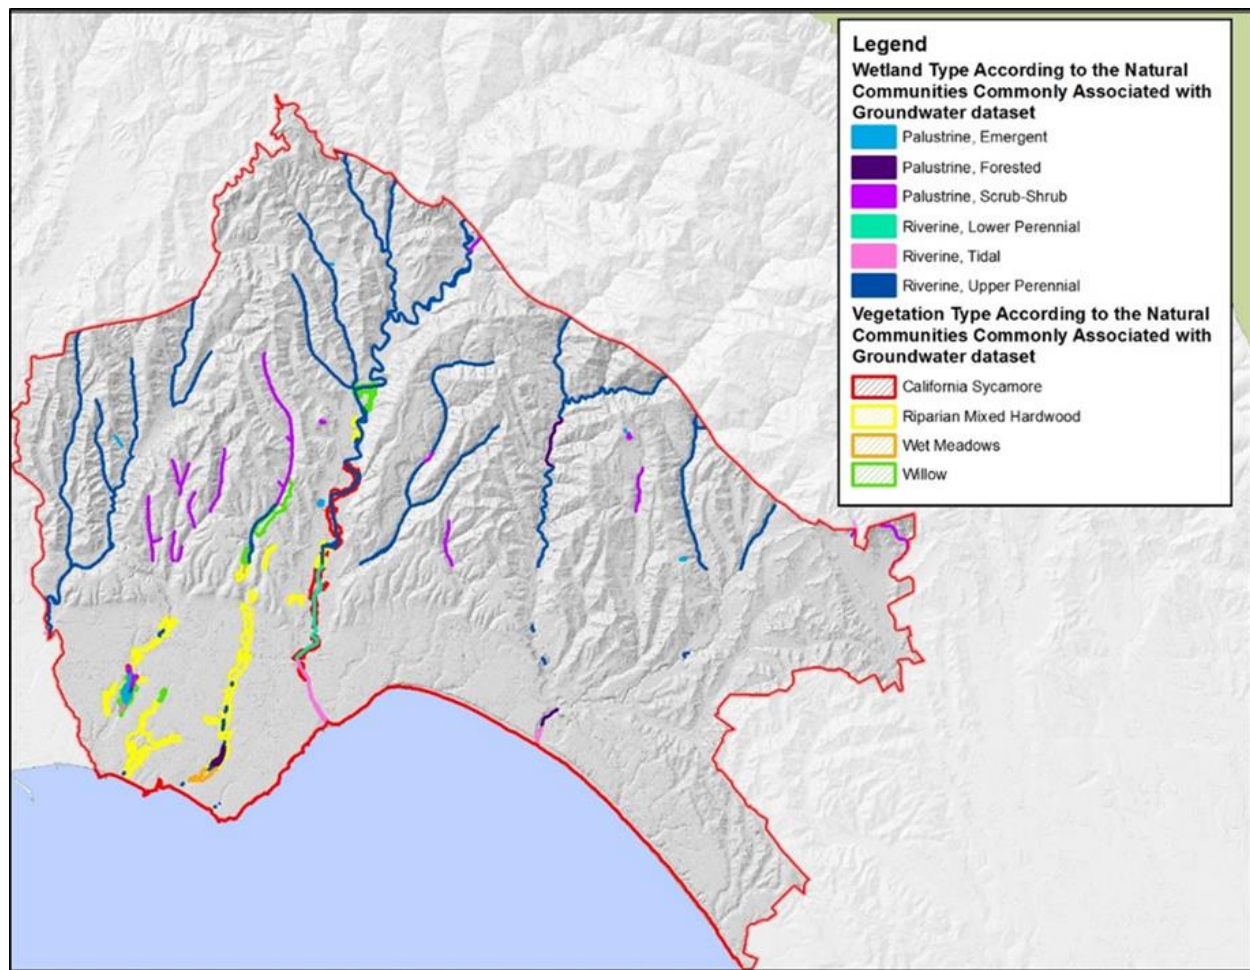 Legend
Wetland Type According to the Natural
Communities Commonly Associated with
Groundwater dataset
Palustrine, Emergent
Palustrine, Forested
Palustrine, Scrub-Shrub
Riverine, Lower Perennial
Riverine, Tidal
Riverine, Upper Perennial
Vegetation Type According to the Natural
Communities Commonly Associated with
Groundwater dataset
California Sycamore
Riparian Mixed Hardwood
Wet Meadows
Willow